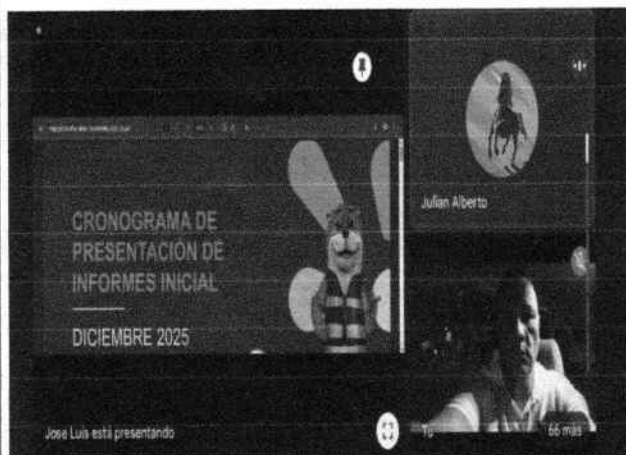 CRONOGRAMA DE
PRESENTACIÓN DE
INFORMES INICIAL
DICIEMBRE 2025
Julian Alberto
Jose Luis está presentando
Tú
66 más